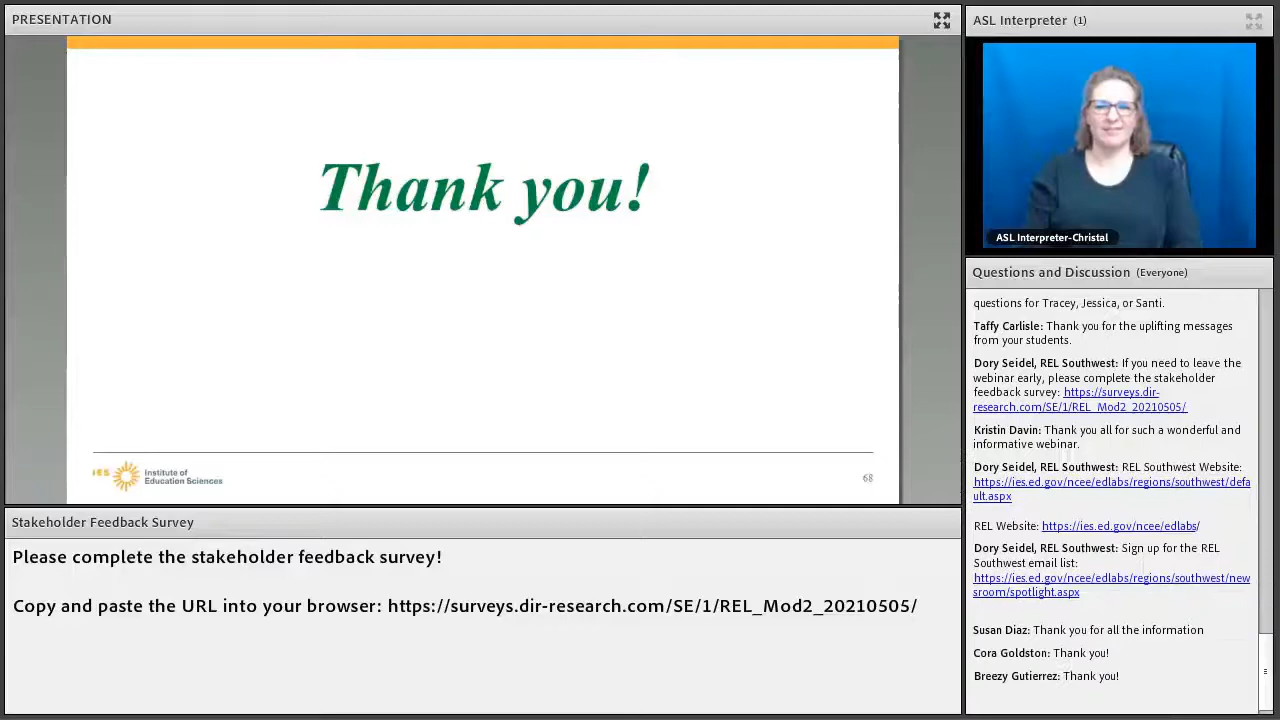 PRESENTATION
Thank you!
IES
Institute of
Education Sciences
68
Stakeholder Feedback Survey
Please complete the stakeholder feedback survey!
Copy and paste the URL into your browser: https://surveys.dir-research.com/SE/1/REL_Mod2_20210505/
ASL Interpreter (1)
ASL Interpreter-Christal
Questions and Discussion (Everyone)
questions for Tracey, Jessica, or Santi.
Taffy Carlisle: Thank you for the uplifting messages
from your students.
Dory Seidel, REL Southwest: If you need to leave the
webinar early, please complete the stakeholder
feedback survey: https://surveys.dir-
research.com/SE/1/REL_Mod2_20210505/
Kristin Davin: Thank you all for such a wonderful and
informative webinar.
Dory Seidel, REL Southwest: REL Southwest Website:
https://ies.ed.gov/ncee/edlabs/regions/southwest/defa
ult.aspx
REL Website: https://ies.ed.gov/ncee/edlabs/
Dory Seidel, REL Southwest: Sign up for the REL
Southwest email list:
https://ies.ed.gov/ncee/edlabs/regions/southwest/new
sroom/spotlight.aspx
Susan Diaz: Thank you for all the information
Cora Goldston: Thank you!
Breezy Gutierrez: Thank you!